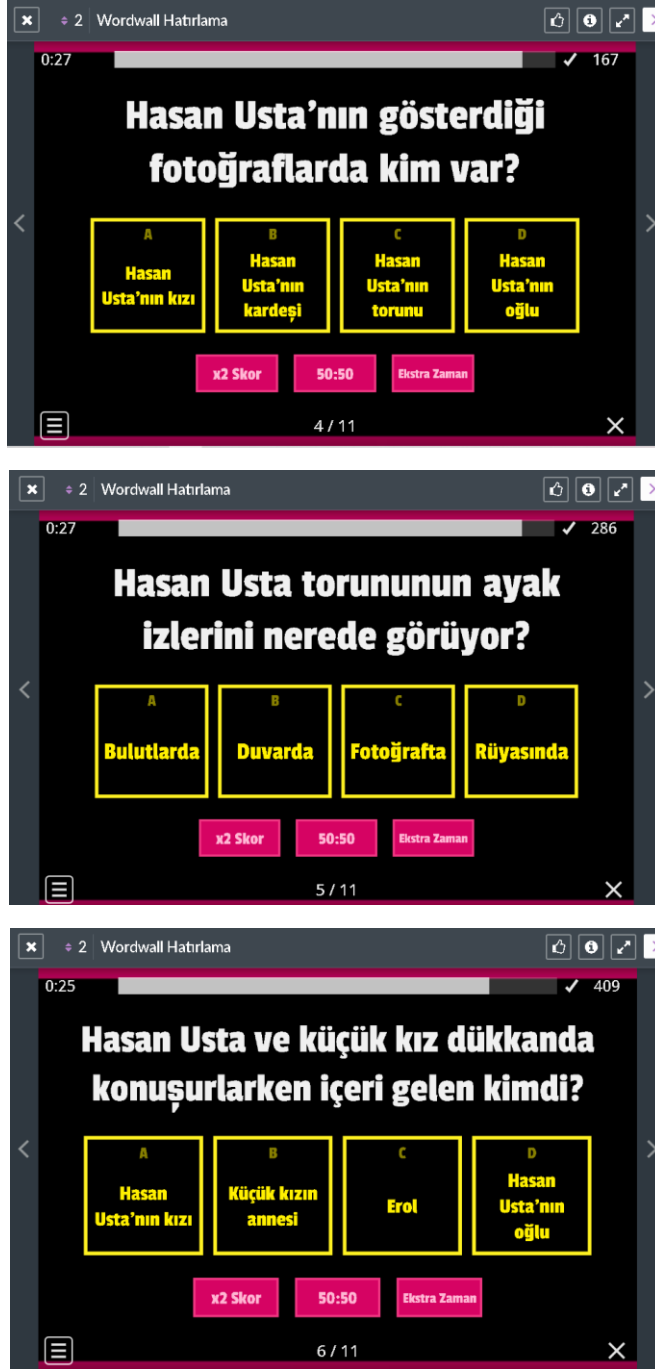 2 Wordwall Hatırlama
0:27 167
Hasan Usta'nın gösterdiği
fotoğraflarda kim var?
A B C D
Hasan Usta'nın kızı
Hasan Usta'nın kardeşi
Hasan Usta'nın torunu
Hasan Usta'nın oğlu
x2 Skor 50:50 Ekstra Zaman
4 / 11
2 Wordwall Hatırlama
0:27 286
Hasan Usta torununun ayak
izlerini nerede görüyor?
A B C D
Bulutlarda Duvarda Fotoğrafta Rüyasında
x2 Skor 50:50 Ekstra Zaman
5 / 11
2 Wordwall Hatırlama
0:25 409
Hasan Usta ve küçük kız dükkanda
konuşurlarken içeri gelen kimdi?
A B C D
Hasan Usta'nın kızı
Küçük kızın annesi
Erol
Hasan Usta'nın oğlu
x2 Skor 50:50 Ekstra Zaman
6 / 11